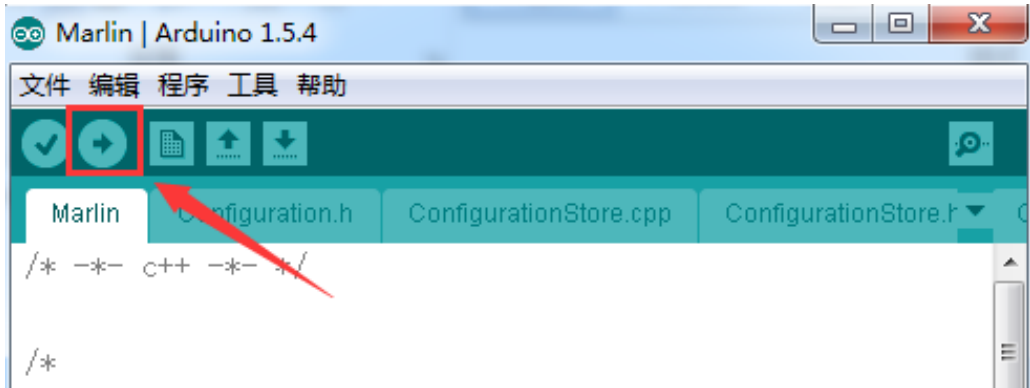 Marlin | Arduino 1.5.4
文件 编辑 程序 工具 帮助
Marlin Configuration.h ConfigurationStore.cpp ConfigurationStore.h
/* -*- c++ -*- */
/*